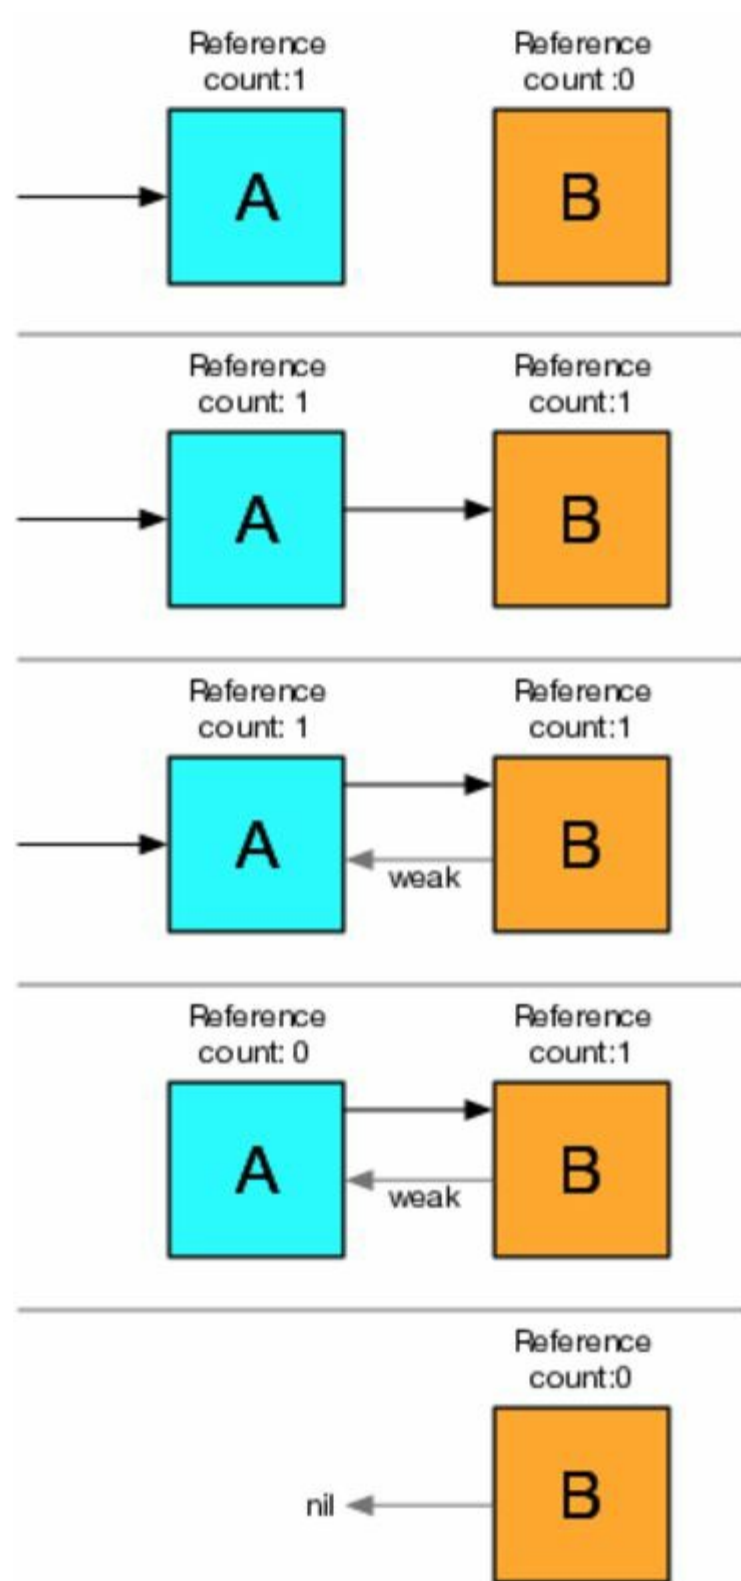 Reference
count:1
Reference
count :0
A
B
Reference
count: 1
Reference
count:1
A
B
Reference
count: 1
Reference
count:1
A
B
weak
Reference
count: 0
Reference
count:1
A
B
weak
Reference
count:0
nil
B